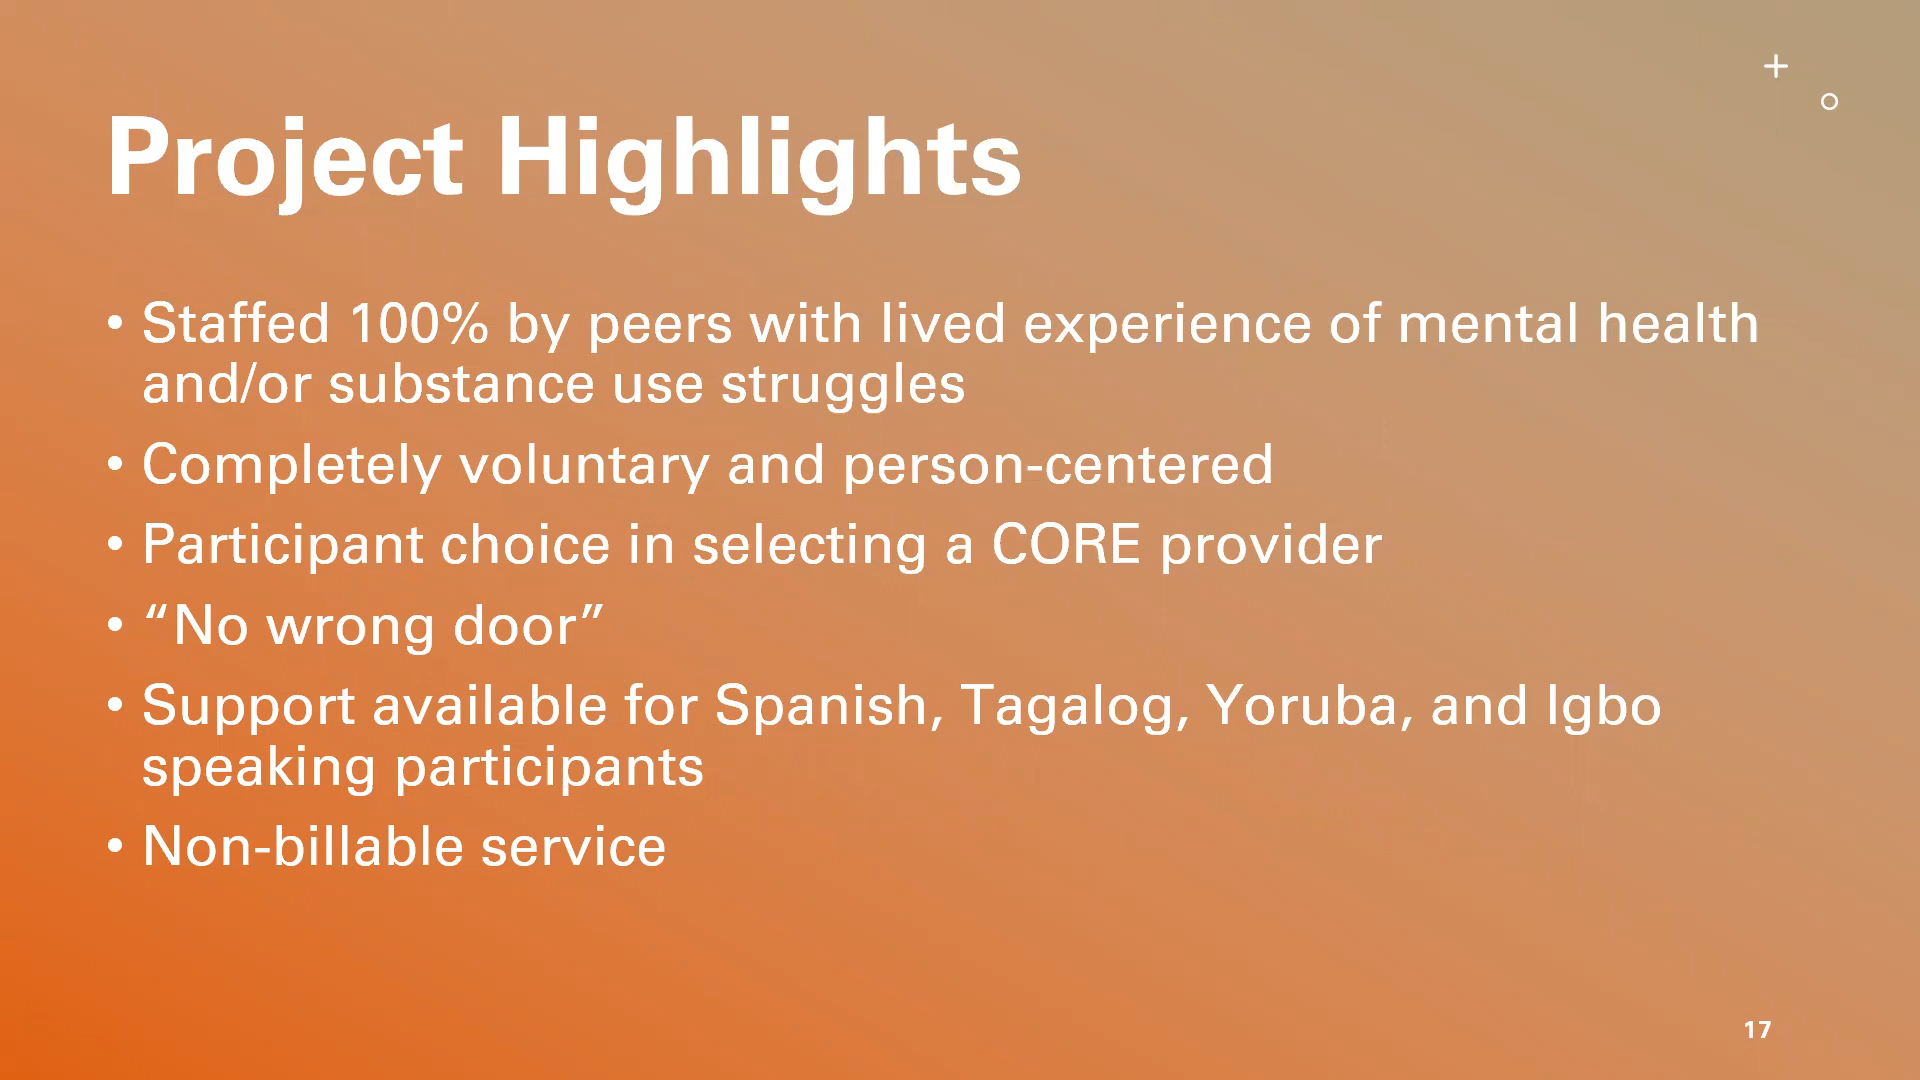 Project Highlights
• Staffed 100% by peers with lived experience of mental health
and/or substance use struggles
• Completely voluntary and person-centered
• Participant choice in selecting a CORE provider
• “No wrong door”
• Support available for Spanish, Tagalog, Yoruba, and Igbo
speaking participants
• Non-billable service
17